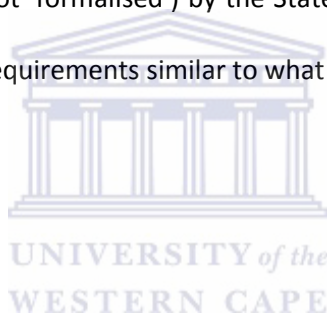 ot "formalised") by the State
equirements similar to what
UNIVERSITY of the
WESTERN CAPE